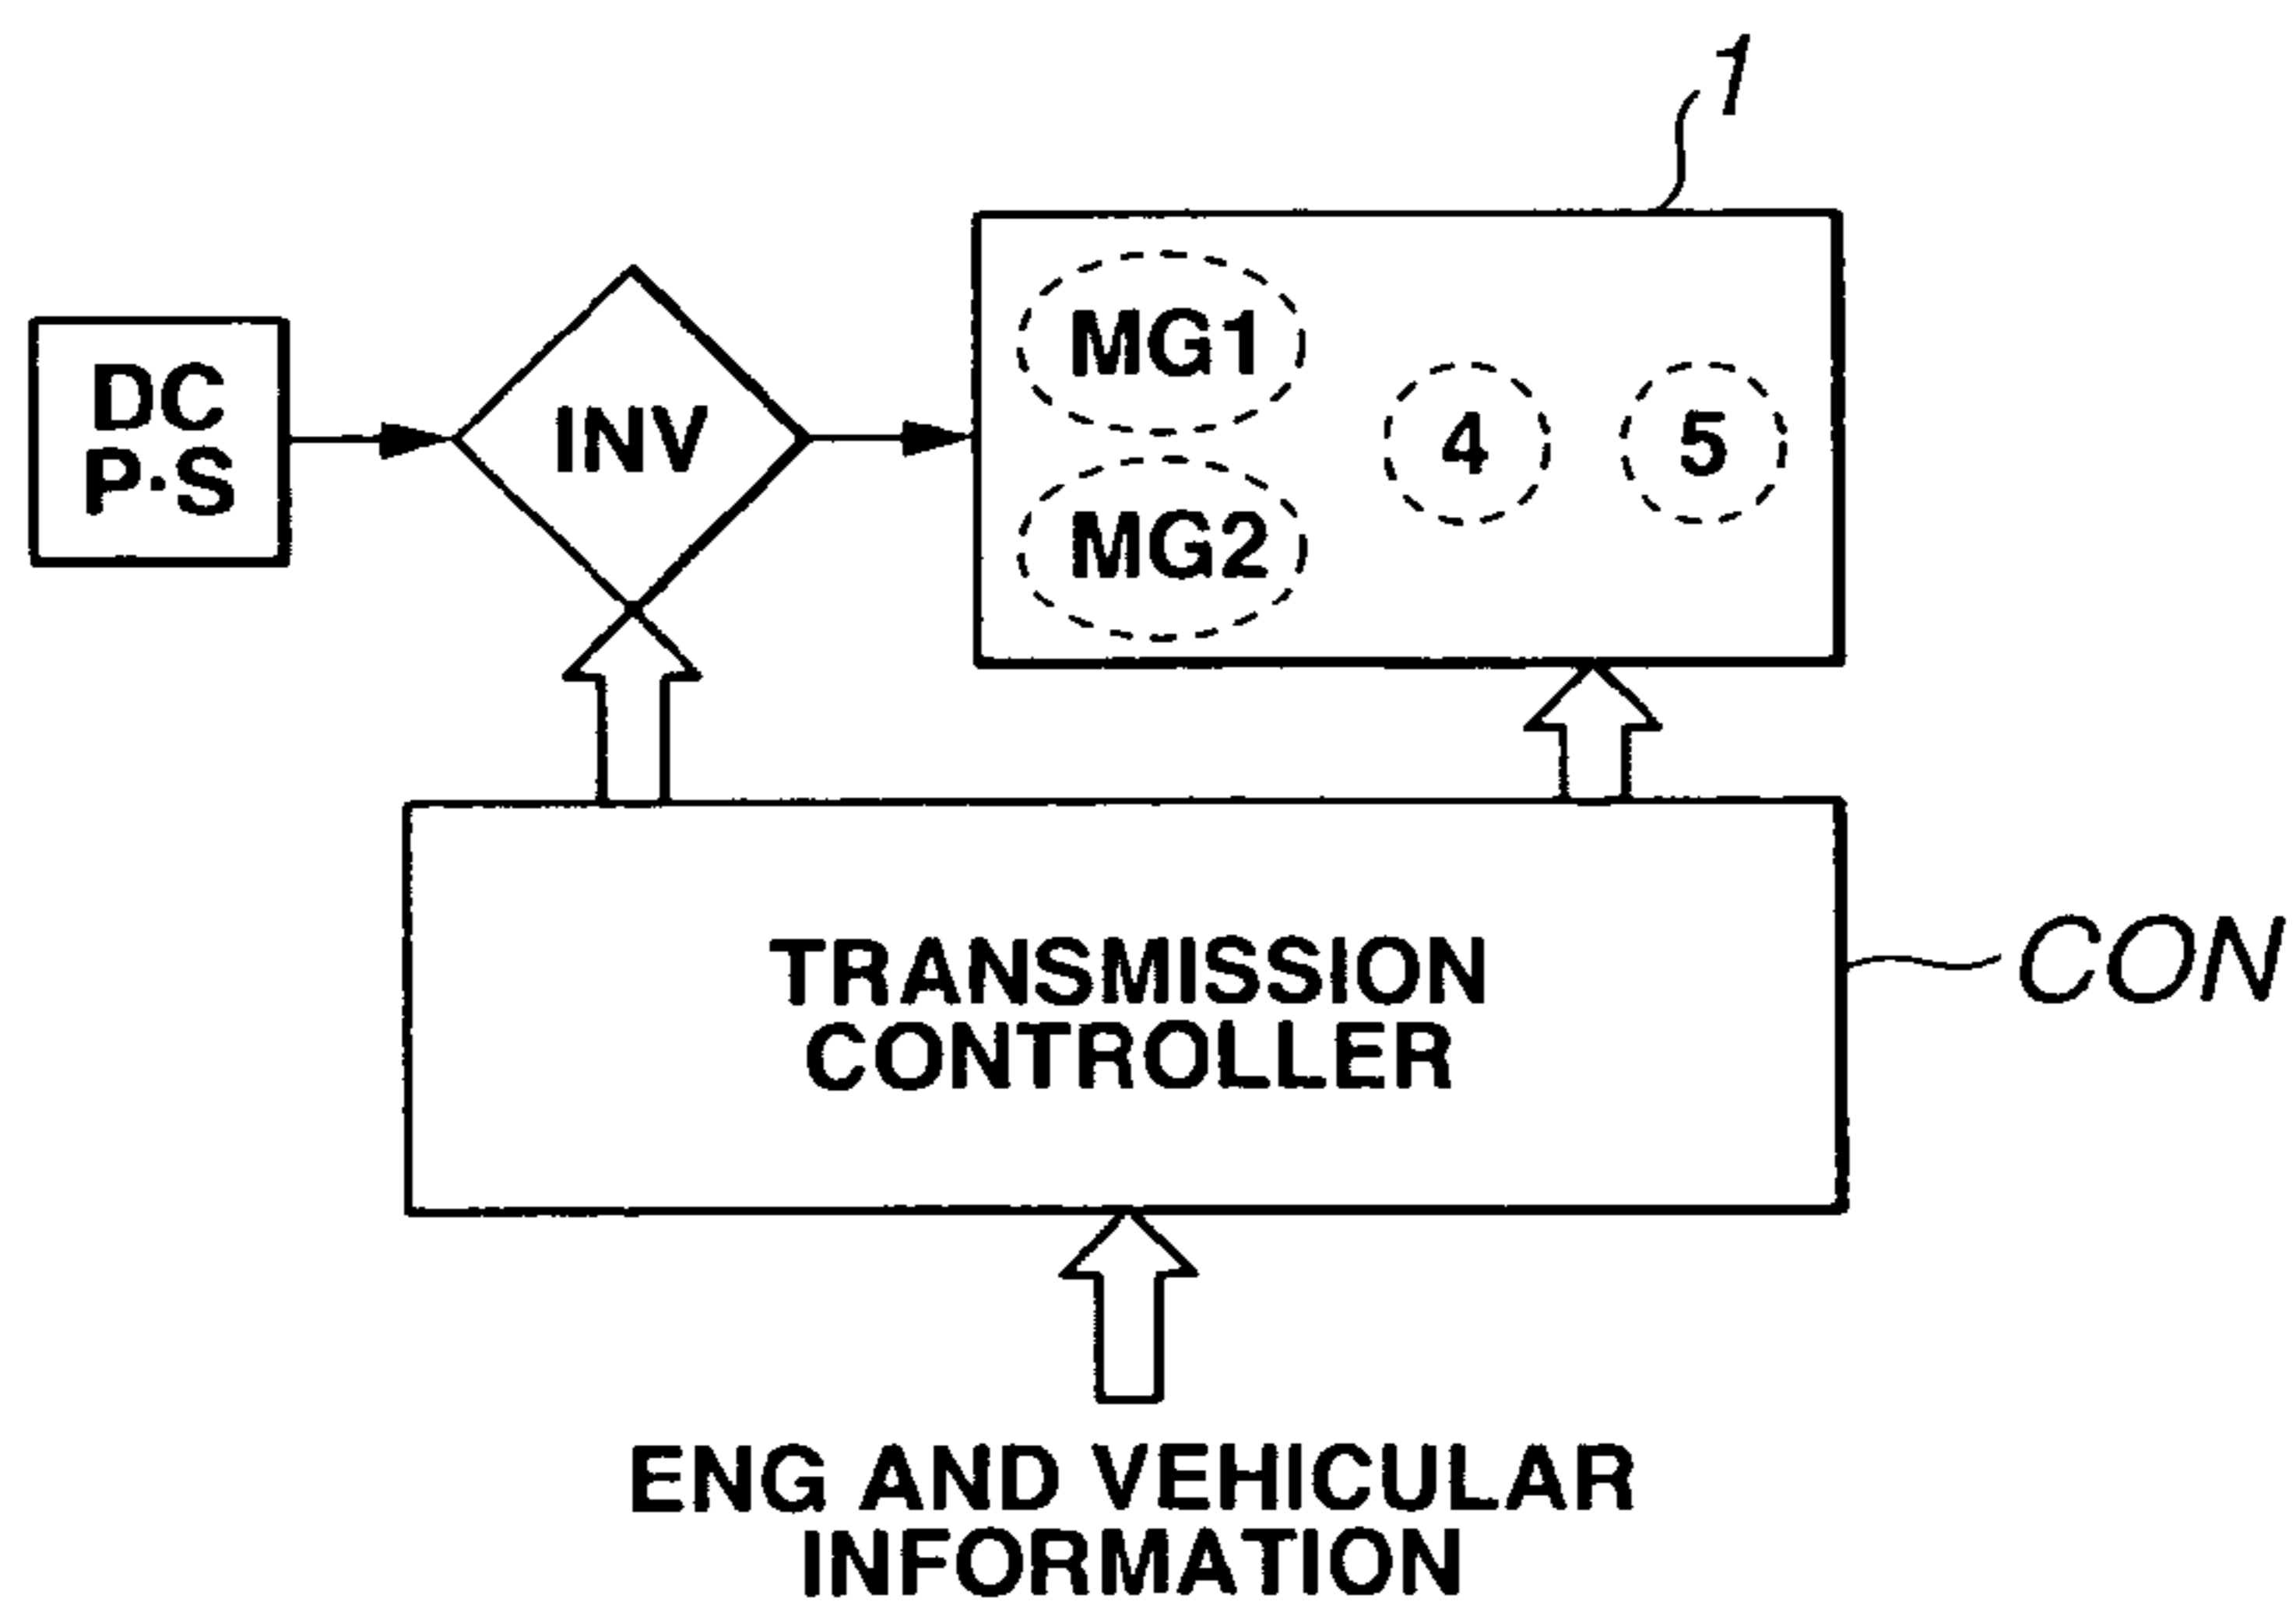 1
DC
P·S
INV
MG1
MG2
4
5
TRANSMISSION
CONTROLLER
CON
ENG AND VEHICULAR
INFORMATION